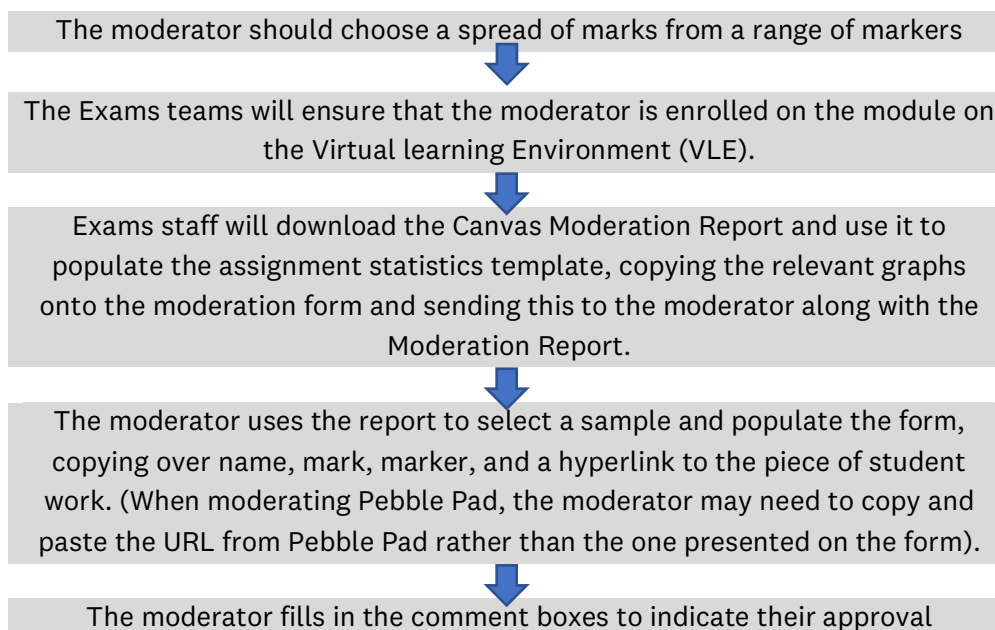 The moderator should choose a spread of marks from a range of markers
The Exams teams will ensure that the moderator is enrolled on the module on
the Virtual learning Environment (VLE).
Exams staff will download the Canvas Moderation Report and use it to
populate the assignment statistics template, copying the relevant graphs
onto the moderation form and sending this to the moderator along with the
Moderation Report.
The moderator uses the report to select a sample and populate the form,
copying over name, mark, marker, and a hyperlink to the piece of student
work. (When moderating Pebble Pad, the moderator may need to copy and
paste the URL from Pebble Pad rather than the one presented on the form).
The moderator fills in the comment boxes to indicate their approval